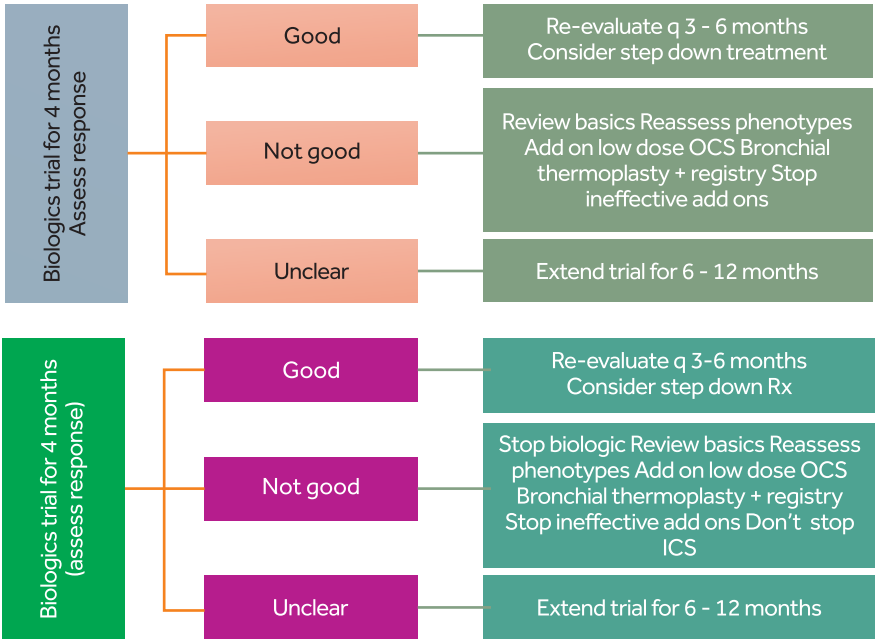 Biologics trial for 4 months
Assess response
Good
Re-evaluate q 3 - 6 months
Consider step down treatment
Not good
Review basics Reassess phenotypes
Add on low dose OCS Bronchial
thermoplasty + registry Stop
ineffective add ons
Unclear
Extend trial for 6 - 12 months
Biologics trial for 4 months
(assess response)
Good
Re-evaluate q 3-6 months
Consider step down Rx
Not good
Stop biologic Review basics Reassess
phenotypes Add on low dose OCS
Bronchial thermoplasty + registry
Stop ineffective add ons Don't stop
ICS
Unclear
Extend trial for 6 - 12 months